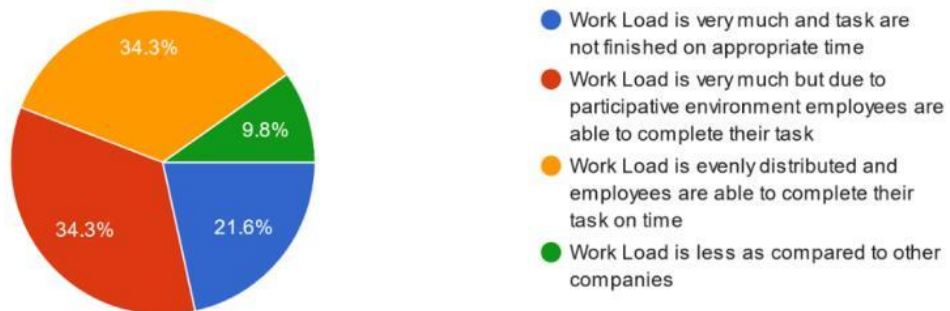 34.3%
9.8%
34.3%
21.6%
Work Load is very much and task are
not finished on appropriate time
Work Load is very much but due to
participative environment employees are
able to complete their task
Work Load is evenly distributed and
employees are able to complete their
task on time
Work Load is less as compared to other
companies